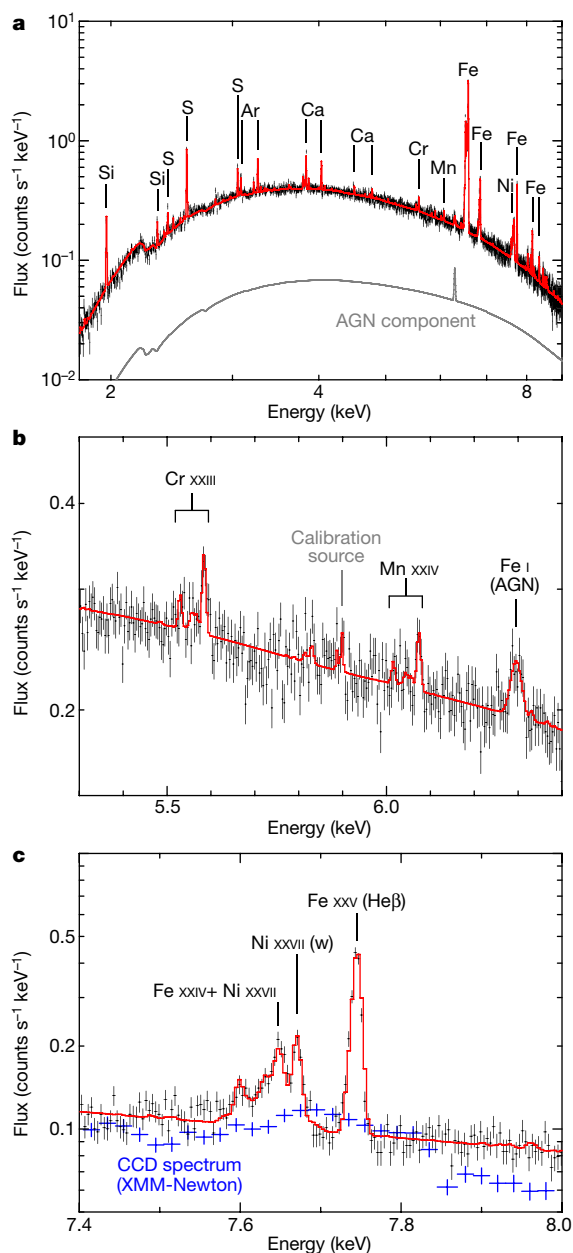 a
10¹
10⁰
10⁻¹
10⁻²
Flux (counts s⁻¹ keV⁻¹)
Si
Si
S
S
S
Ar
Ca
Ca
Cr
Mn
Fe
Fe
Ni
Fe
Fe
AGN component
2
4
6
8
Energy (keV)
b
0.4
0.2
Flux (counts s⁻¹ keV⁻¹)
Cr XXIII
Calibration
source
Mn XXIV
Fe I
(AGN)
5.5
6.0
Energy (keV)
c
0.5
0.2
0.1
Flux (counts s⁻¹ keV⁻¹)
Fe XXV (Heβ)
Ni XXVII (w)
Fe XXIV+ Ni XXVII
CCD spectrum
(XMM-Newton)
7.4
7.6
7.8
8.0
Energy (keV)